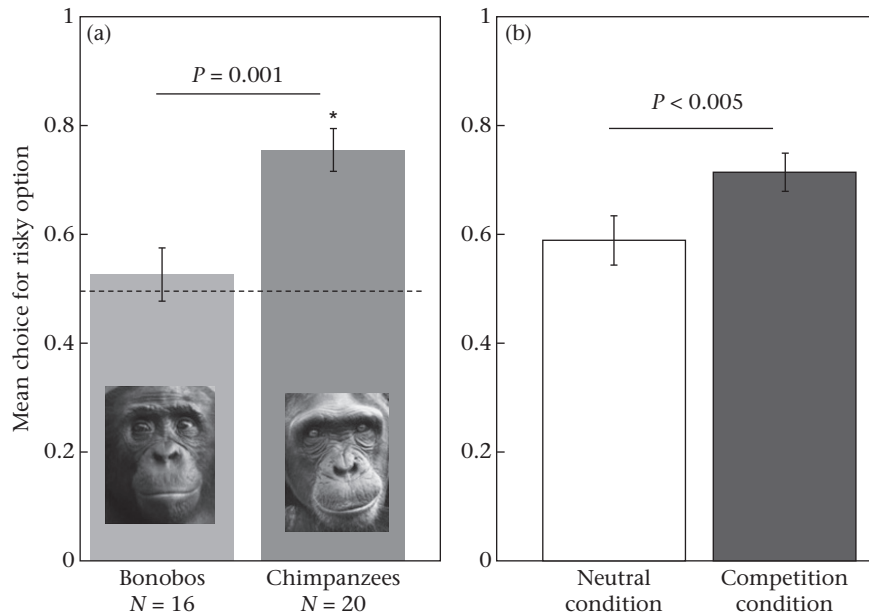 Mean choice for risky option
1
0.8
0.6
0.4
0.2
0
(a)
P = 0.001
*
Bonobos
N = 16
Chimpanzees
N = 20
1
0.8
0.6
0.4
0.2
0
(b)
P < 0.005
Neutral
condition
Competition
condition